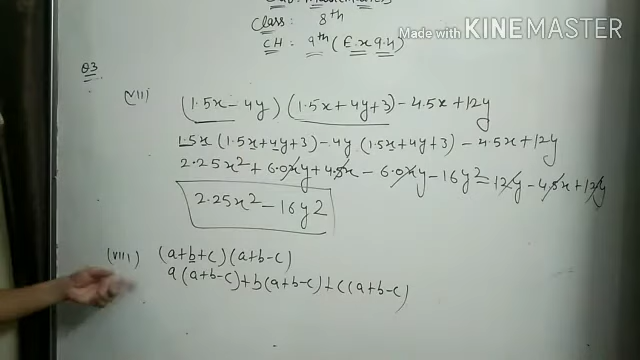 Sub: Mathematics
Class: 8th
CH: 9th (E.x 9.4)
Made with KINEMASTER
Q3
VII) (1.5x - 4y) (1.5x + 4y + 3) - 4.5x + 12y
1.5x (1.5x + 4y + 3) - 4y (1.5x + 4y + 3) - 4.5x + 12y
2.25x² + 6.0xy + 4.5x - 6.0xy - 16y2 = 12y - 4.5x + 12y
2.25x² - 16y2
(VIII) (a+b+c) (a+b-c)
a (a+b-c) + b (a+b-c) + c (a+b-c)